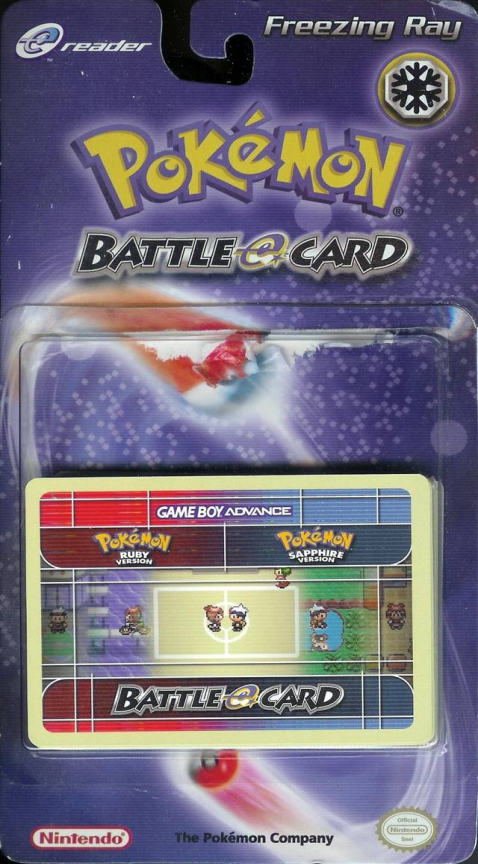 e reader
Freezing Ray
POKéMON®
BATTLE e CARD
GAME BOY ADVANCE
POKéMON
RUBY
VERSION
POKéMON
SAPPHIRE
VERSION
BATTLE e CARD
Nintendo®
The Pokémon Company
Official
Nintendo
Seal